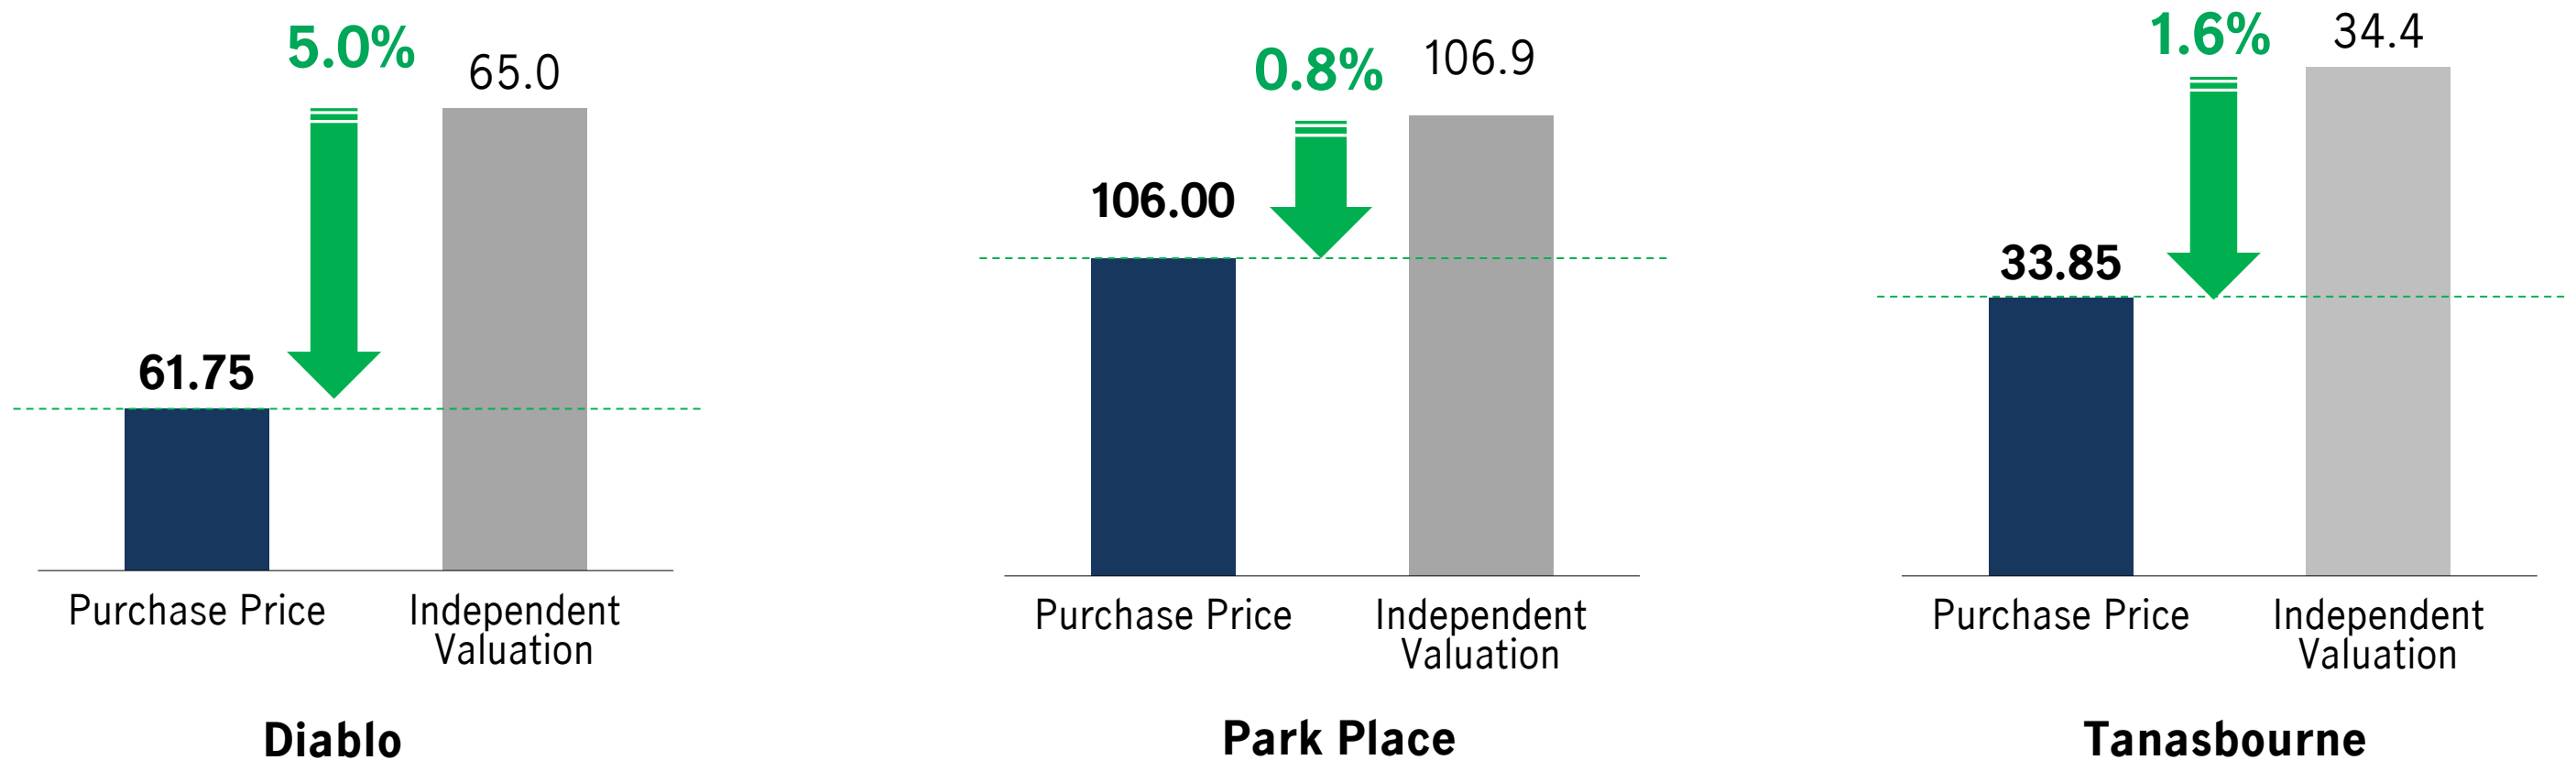 5.0%
65.0
61.75
Purchase Price
Independent
Valuation
Diablo
0.8%
106.9
106.00
Purchase Price
Independent
Valuation
Park Place
1.6%
34.4
33.85
Purchase Price
Independent
Valuation
Tanasbourne